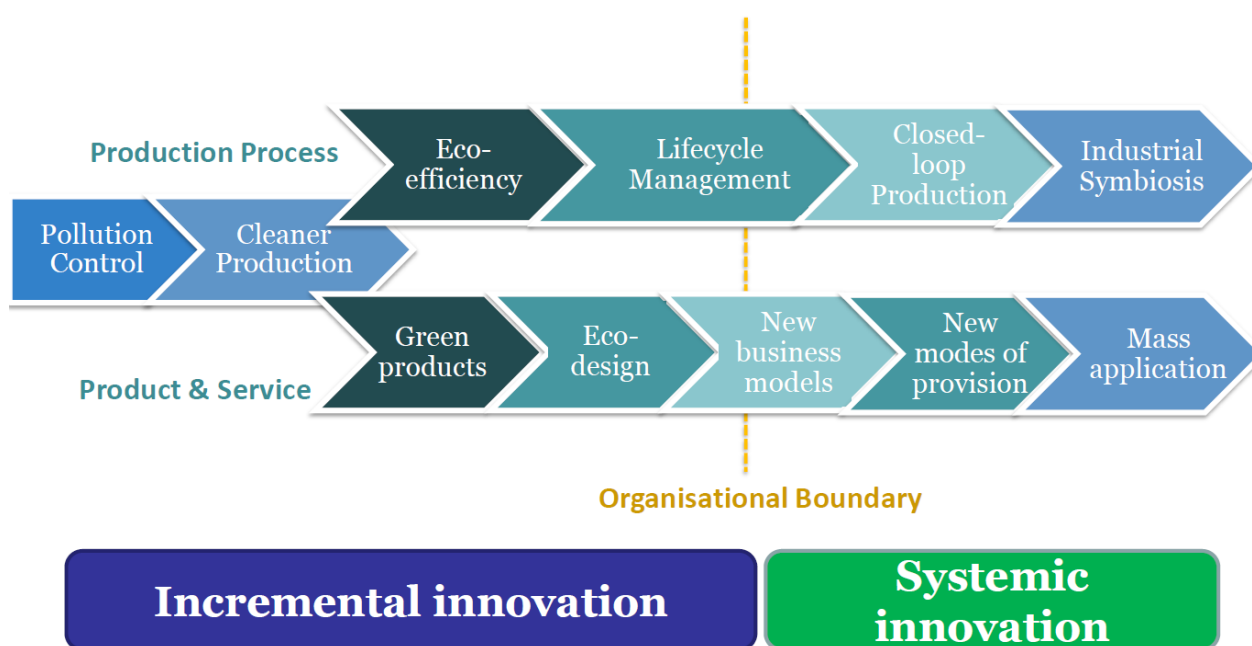 Production Process
Eco-
efficiency
Lifecycle
Management
Closed-
loop
Production
Industrial
Symbiosis
Pollution
Control
Cleaner
Production
Product & Service
Green
products
Eco-
design
New
business
models
New
modes of
provision
Mass
application
Organisational Boundary
Incremental innovation
Systemic
innovation